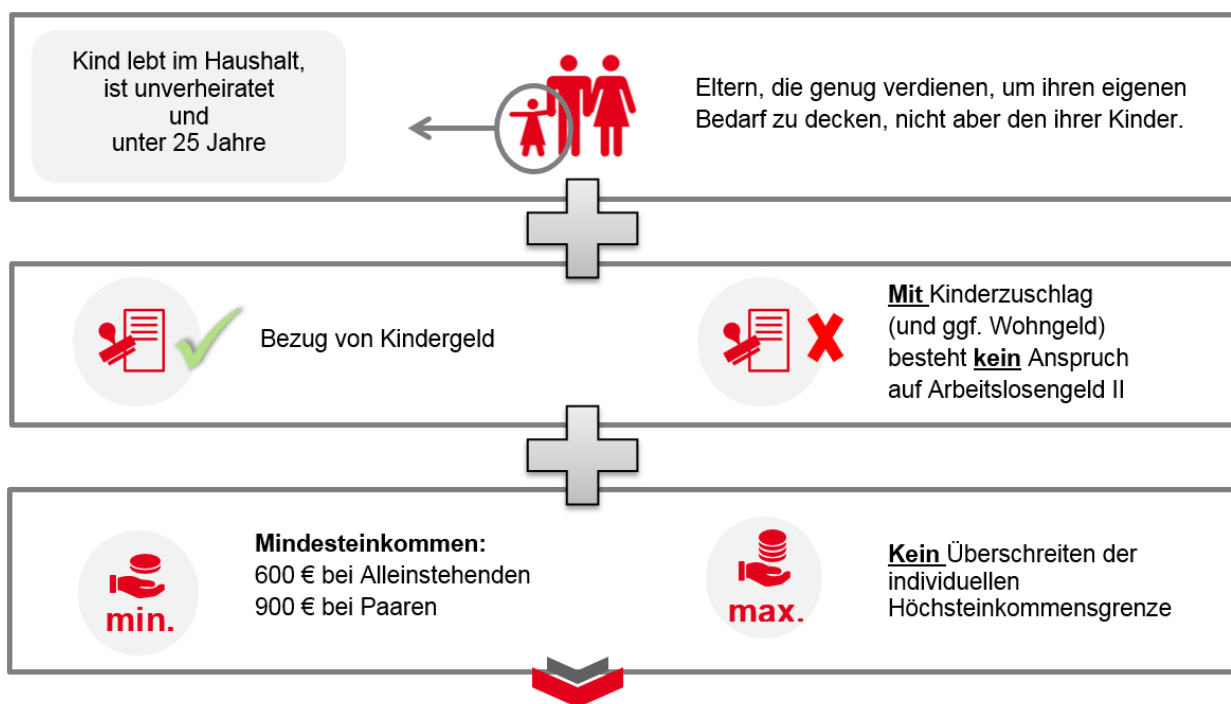 Kind lebt im Haushalt,
ist unverheiratet
und
unter 25 Jahre
Eltern, die genug verdienen, um ihren eigenen
Bedarf zu decken, nicht aber den ihrer Kinder.
Bezug von Kindergeld
Mit Kinderzuschlag
(und ggf. Wohngeld)
besteht kein Anspruch
auf Arbeitslosengeld II
min.
Mindesteinkommen:
600 € bei Alleinstehenden
900 € bei Paaren
max.
Kein Überschreiten der
individuellen
Höchsteinkommensgrenze